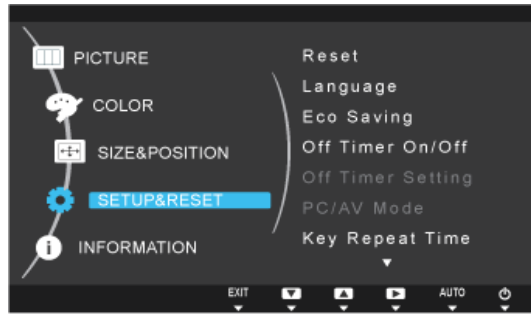 PICTURE
COLOR
SIZE&POSITION
SETUP&RESET
INFORMATION
Reset
Language
Eco Saving
Off Timer On/Off
Off Timer Setting
PC/AV Mode
Key Repeat Time
EXIT AUTO